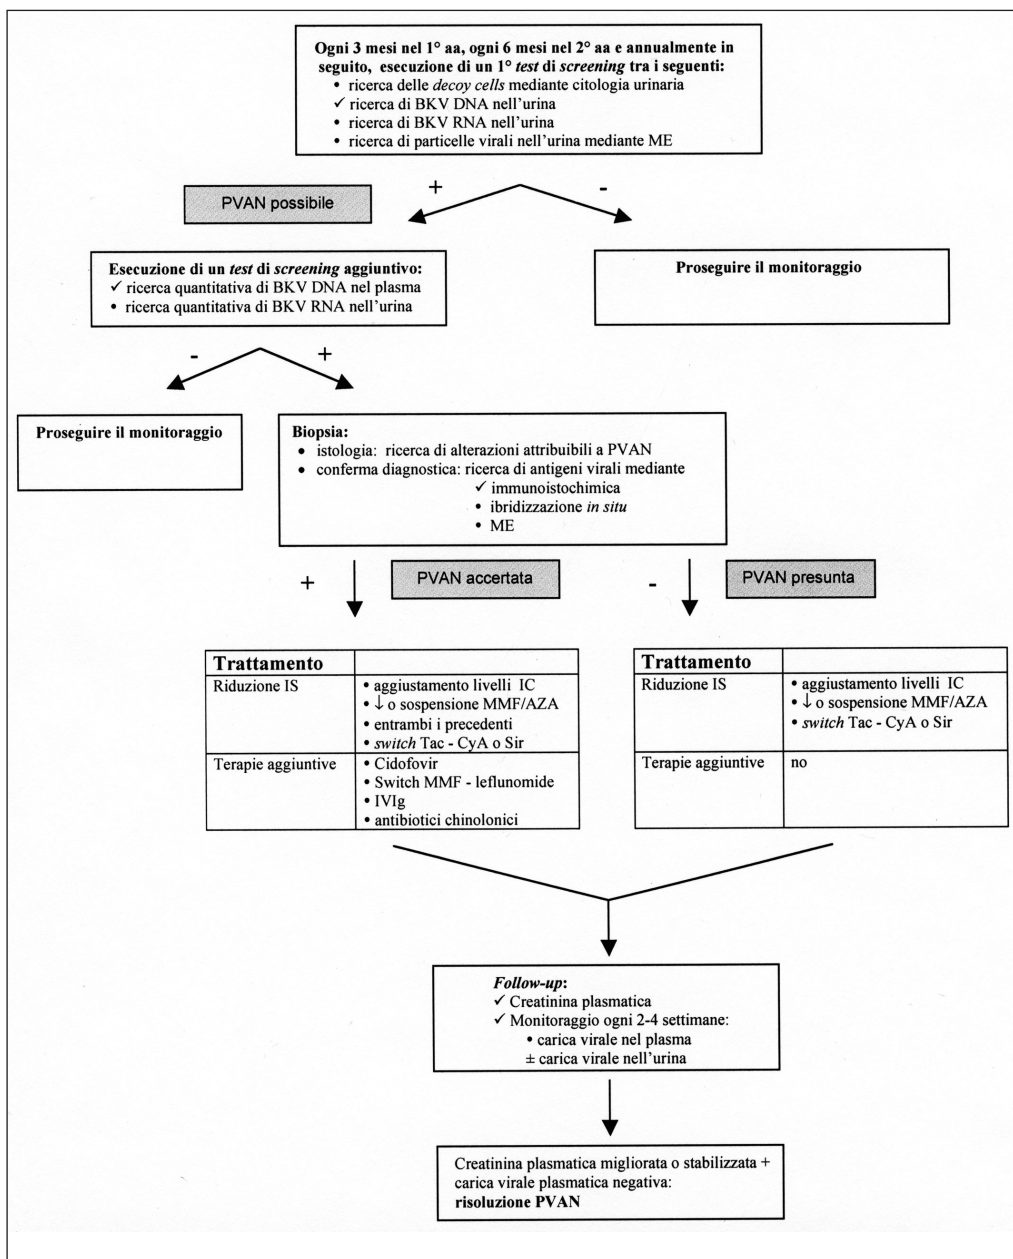 Ogni 3 mesi nel 1° aa, ogni 6 mesi nel 2° aa e annualmente in
seguito, esecuzione di un 1° test di screening tra i seguenti:
• ricerca delle decoy cells mediante citologia urinaria
✓ ricerca di BKV DNA nell'urina
• ricerca di BKV RNA nell'urina
• ricerca di particelle virali nell'urina mediante ME
+
-
PVAN possibile
Esecuzione di un test di screening aggiuntivo:
✓ ricerca quantitativa di BKV DNA nel plasma
• ricerca quantitativa di BKV RNA nell'urina
Proseguire il monitoraggio
-
+
Proseguire il monitoraggio
Biopsia:
• istologia: ricerca di alterazioni attribuibili a PVAN
• conferma diagnostica: ricerca di antigeni virali mediante
✓ immunoistochimica
• ibridizzazione in situ
• ME
+
PVAN accertata
-
PVAN presunta
Trattamento
Riduzione IS
• aggiustamento livelli IC
• ↓ o sospensione MMF/AZA
• entrambi i precedenti
• switch Tac - CyA o Sir
Terapie aggiuntive
• Cidofovir
• Switch MMF - leflunomide
• IVIg
• antibiotici chinolonici
Trattamento
Riduzione IS
• aggiustamento livelli IC
• ↓ o sospensione MMF/AZA
• switch Tac - CyA o Sir
Terapie aggiuntive
no
Follow-up:
✓ Creatinina plasmatica
✓ Monitoraggio ogni 2-4 settimane:
• carica virale nel plasma
± carica virale nell'urina
Creatinina plasmatica migliorata o stabilizzata +
carica virale plasmatica negativa:
risoluzione PVAN